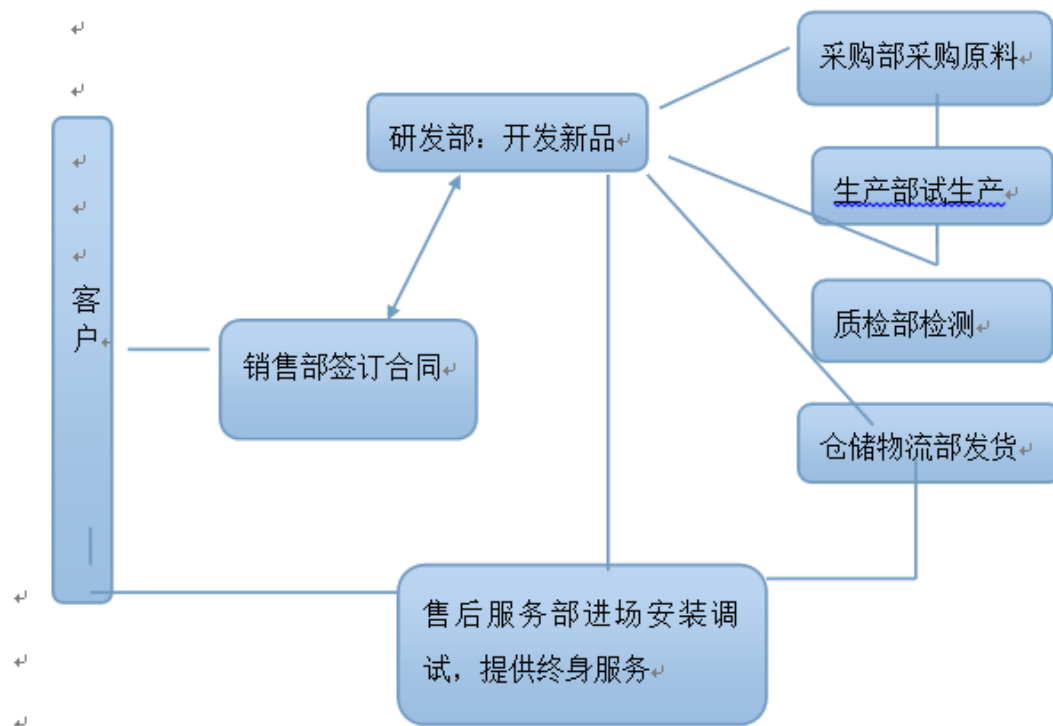 采购部采购原料
研发部：开发新品
生产部试生产
客
户
质检部检测
销售部签订合同
仓储物流部发货
售后服务部进场安装调
试，提供终身服务